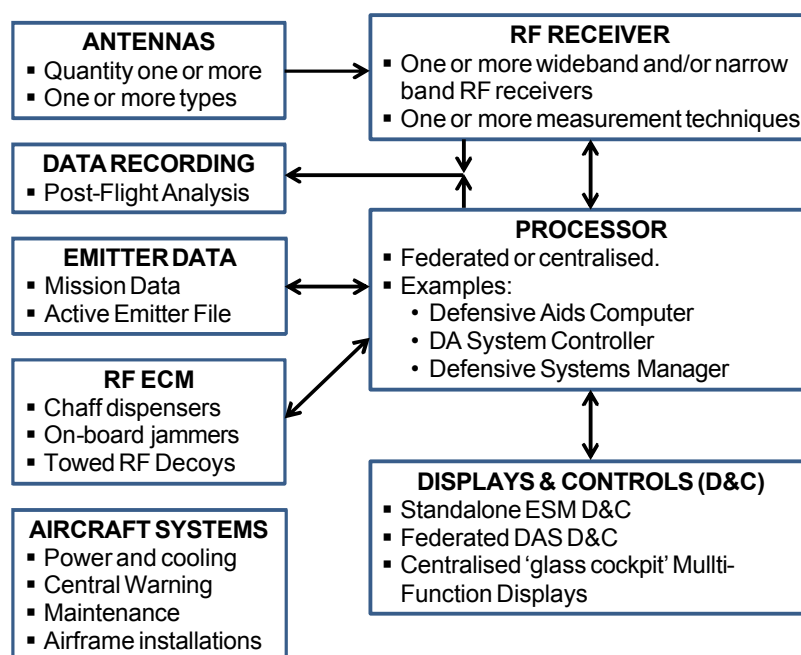 ANTENNAS
▪ Quantity one or more
▪ One or more types
RF RECEIVER
▪ One or more wideband and/or narrow
band RF receivers
▪ One or more measurement techniques
DATA RECORDING
▪ Post-Flight Analysis
PROCESSOR
▪ Federated or centralised.
▪ Examples:
• Defensive Aids Computer
• DA System Controller
• Defensive Systems Manager
EMITTER DATA
▪ Mission Data
▪ Active Emitter File
RF ECM
▪ Chaff dispensers
▪ On-board jammers
▪ Towed RF Decoys
DISPLAYS & CONTROLS (D&C)
▪ Standalone ESM D&C
▪ Federated DAS D&C
▪ Centralised ‘glass cockpit’ Mullti-
Function Displays
AIRCRAFT SYSTEMS
▪ Power and cooling
▪ Central Warning
▪ Maintenance
▪ Airframe installations